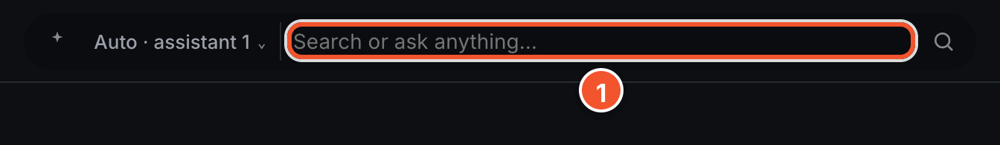 Auto · assistant 1
Search or ask anything...
1